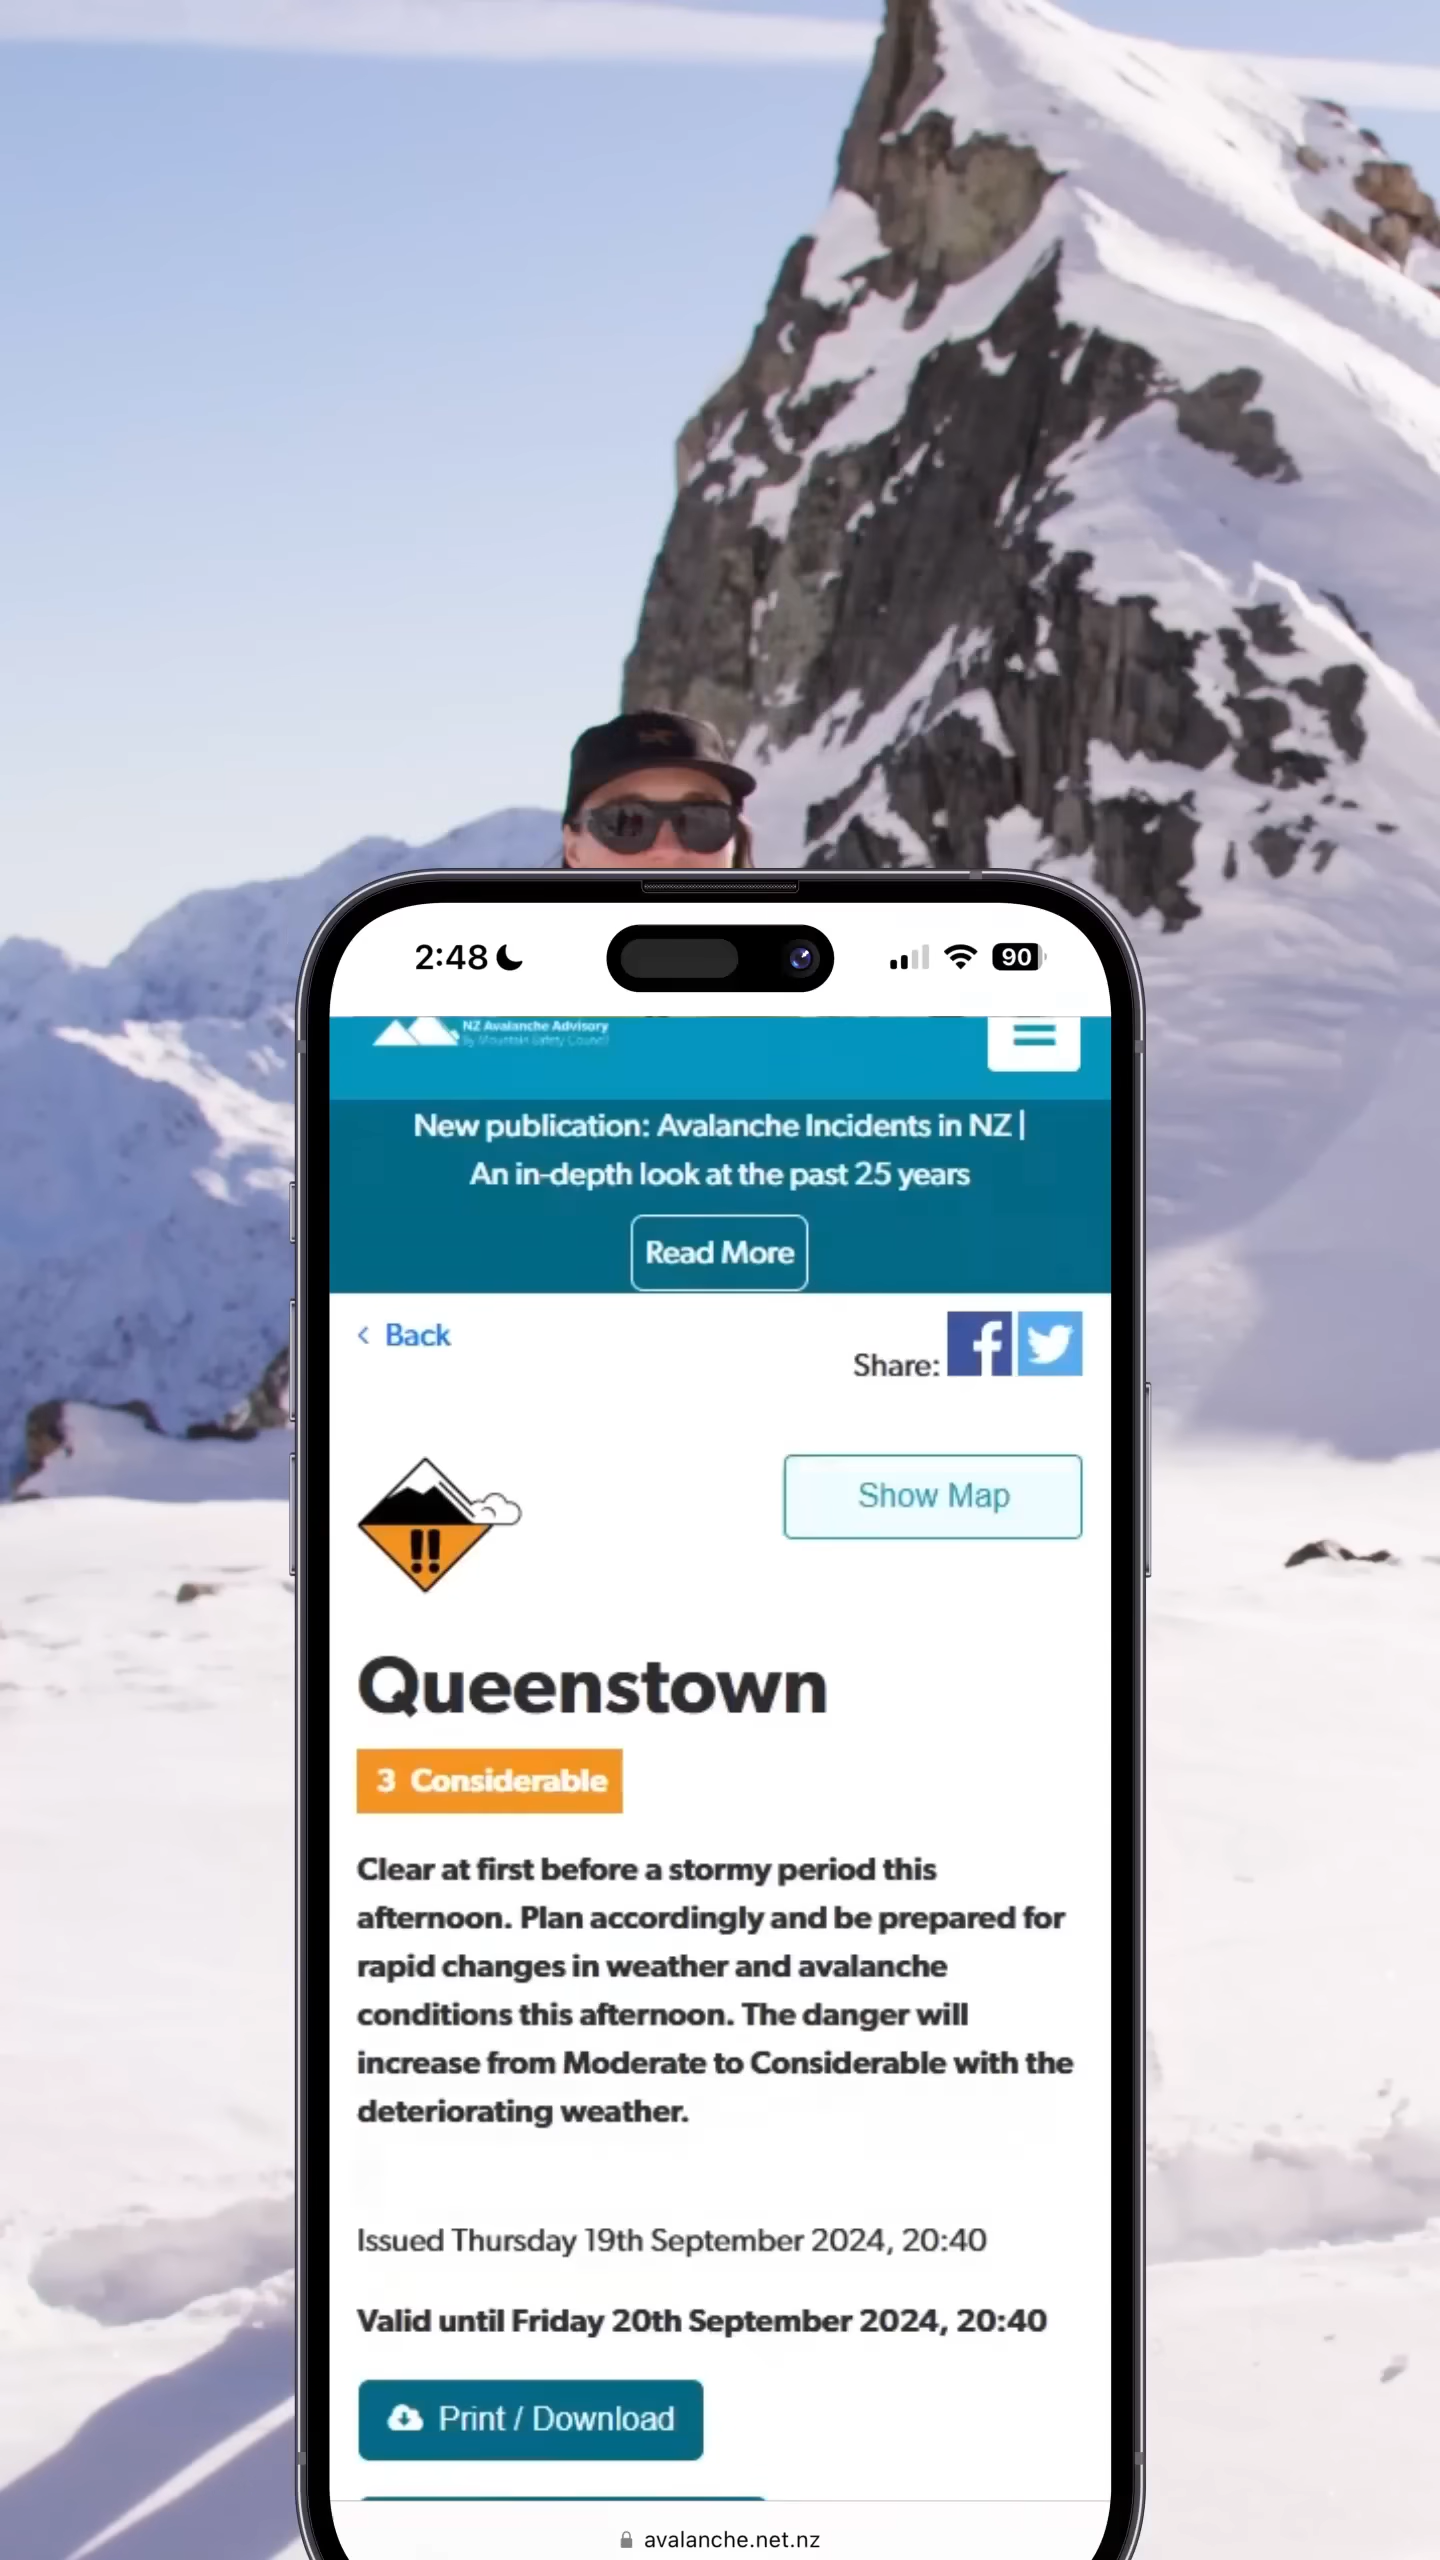 2:48
90
NZ Avalanche Advisory
By Mountain Safety Council
New publication: Avalanche Incidents in NZ |
An in-depth look at the past 25 years
Read More
Back
Share:
Show Map
!!
Queenstown
3 Considerable
Clear at first before a stormy period this
afternoon. Plan accordingly and be prepared for
rapid changes in weather and avalanche
conditions this afternoon. The danger will
increase from Moderate to Considerable with the
deteriorating weather.
Issued Thursday 19th September 2024, 20:40
Valid until Friday 20th September 2024, 20:40
Print / Download
avalanche.net.nz